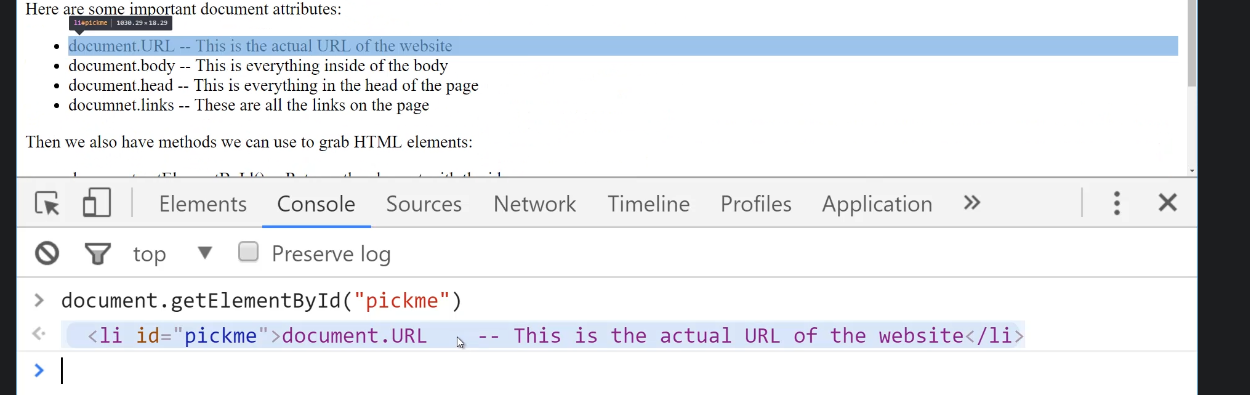 Here are some important document attributes:
li#pickme | 1030.29×18.29
document.URL -- This is the actual URL of the website
document.body -- This is everything inside of the body
document.head -- This is everything in the head of the page
documnet.links -- These are all the links on the page
Then we also have methods we can use to grab HTML elements:
Elements Console Sources Network Timeline Profiles Application »
top ▼ Preserve log
> document.getElementById("pickme")
<li id="pickme">document.URL -- This is the actual URL of the website</li>
>